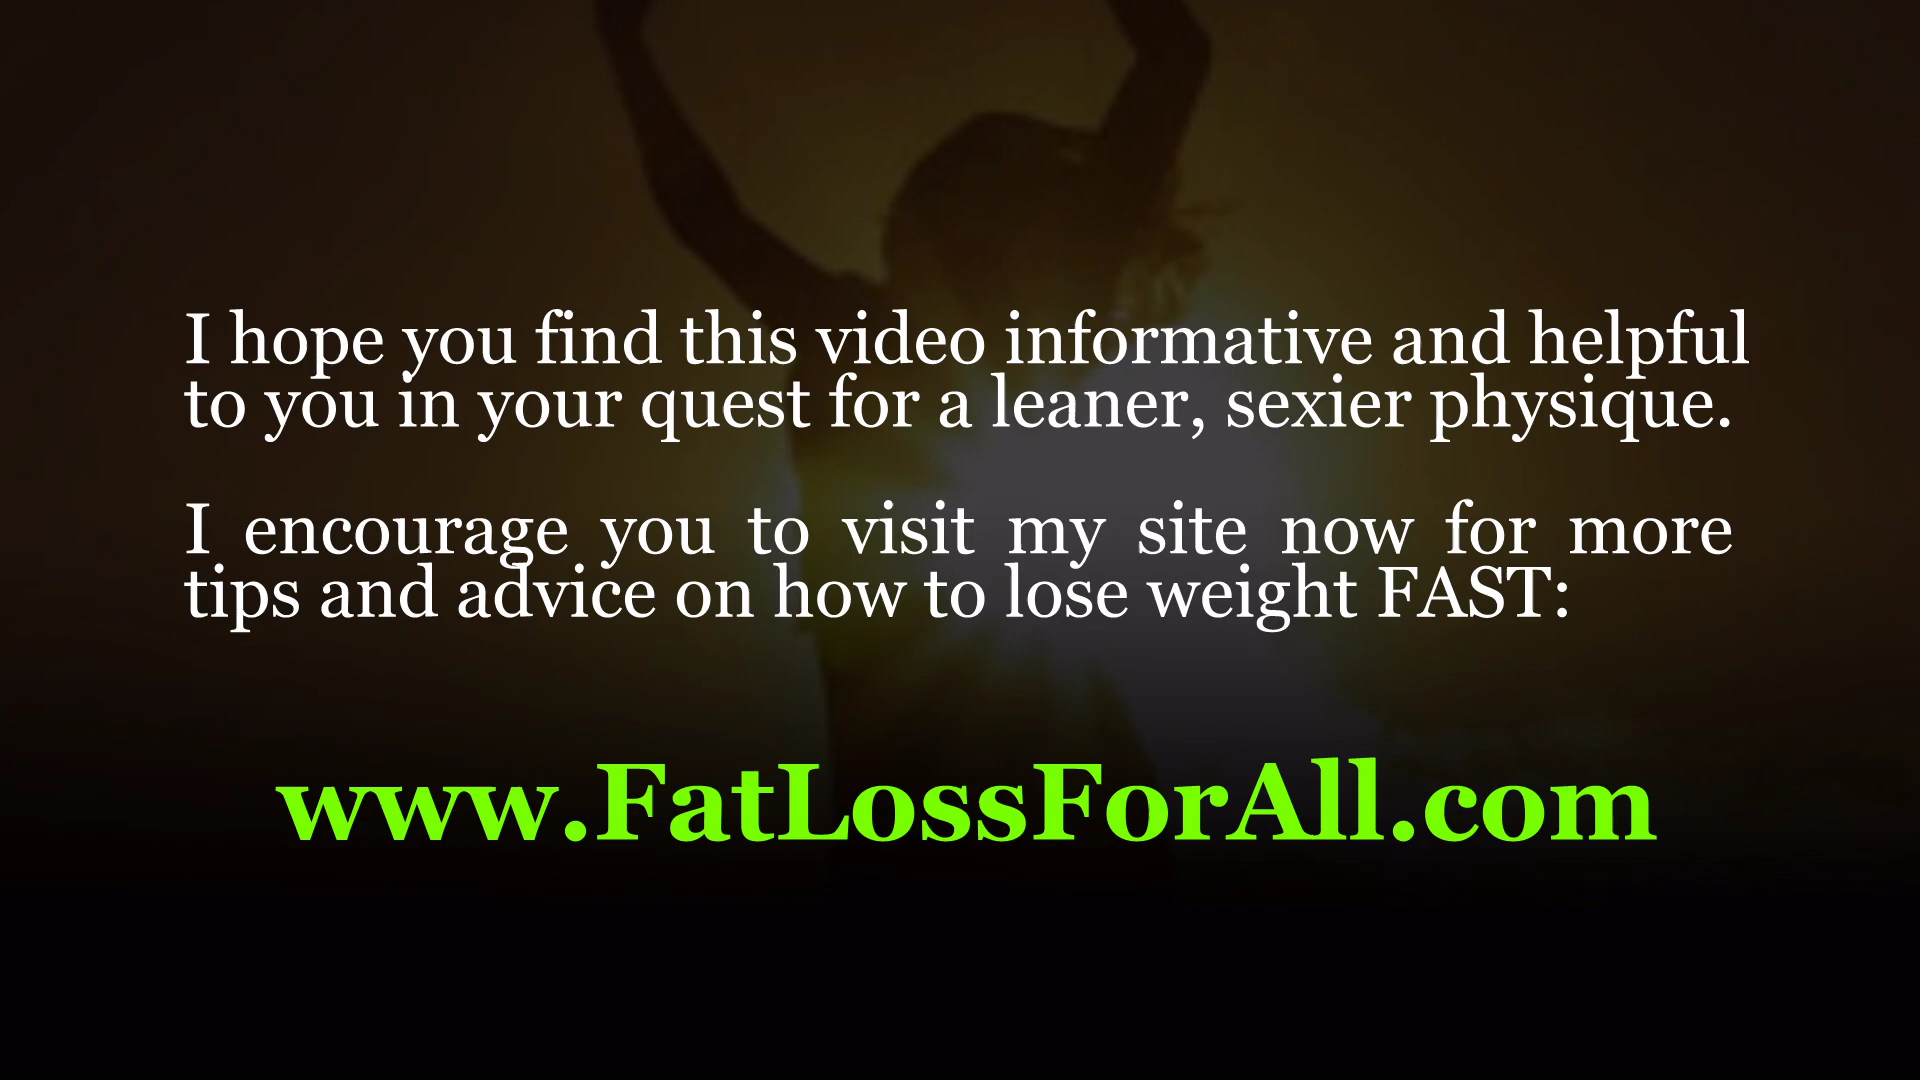 I hope you find this video informative and helpful
to you in your quest for a leaner, sexier physique.
I encourage you to visit my site now for more
tips and advice on how to lose weight FAST:
www.FatLossForAll.com